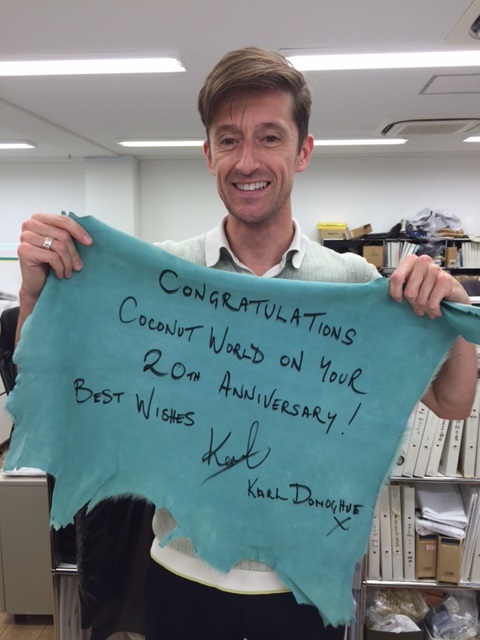 CONGRATULATIONS
COCONUT WORLD ON YOUR
20TH ANNIVERSARY!
BEST WISHES
Karl
KARL DONOGHUE
X